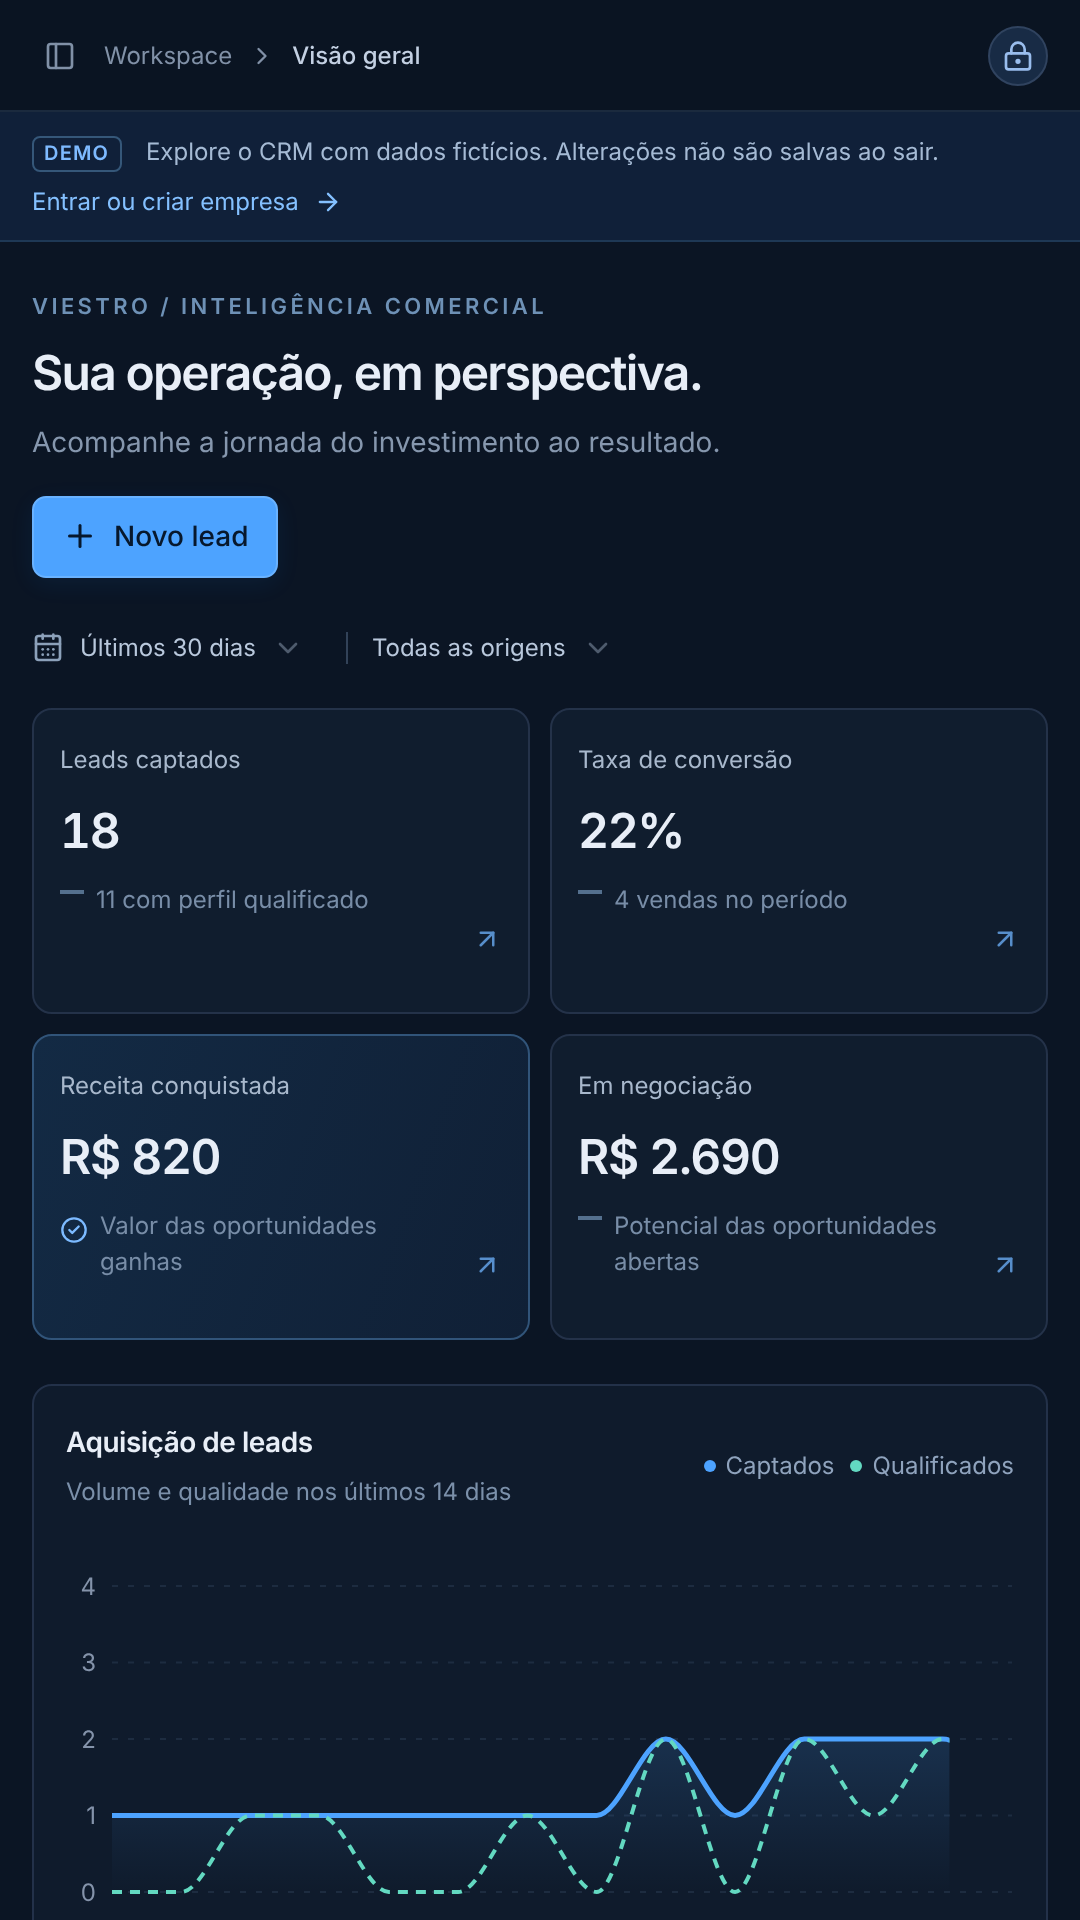 Workspace > Visão geral
DEMO Explore o CRM com dados fictícios. Alterações não são salvas ao sair.
Entrar ou criar empresa →
VIESTRO / INTELIGÊNCIA COMERCIAL
Sua operação, em perspectiva.
Acompanhe a jornada do investimento ao resultado.
+ Novo lead
Últimos 30 dias
Todas as origens
Leads captados
18
11 com perfil qualificado
Taxa de conversão
22%
4 vendas no período
Receita conquistada
R$ 820
Valor das oportunidades
ganhas
Em negociação
R$ 2.690
Potencial das oportunidades
abertas
Aquisição de leads
Volume e qualidade nos últimos 14 dias
Captados
Qualificados
4
3
2
1
0